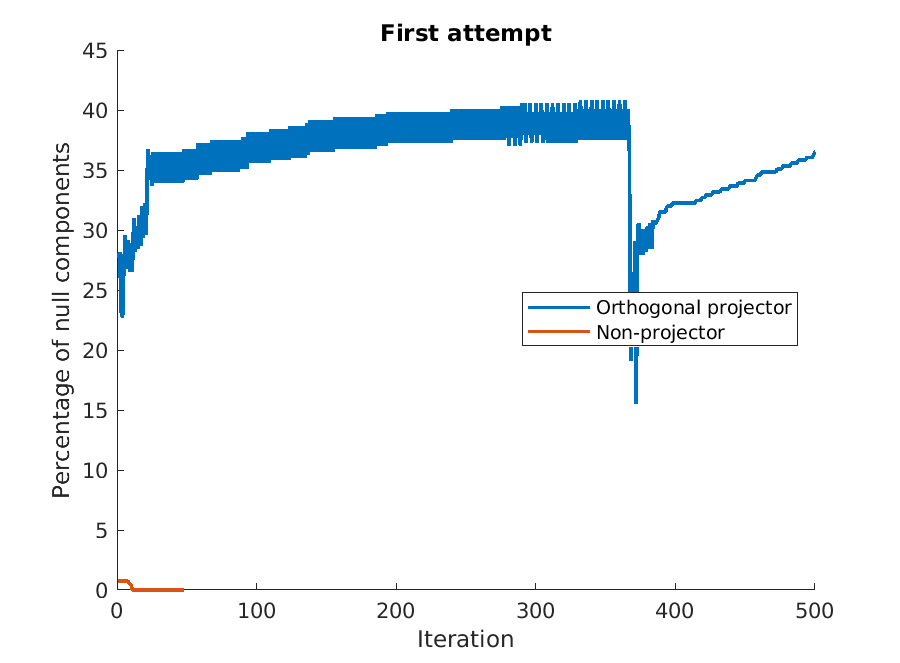 First attempt
Percentage of null components
45
40
35
30
25
20
15
10
5
0
Orthogonal projector
Non-projector
0 100 200 300 400 500
Iteration